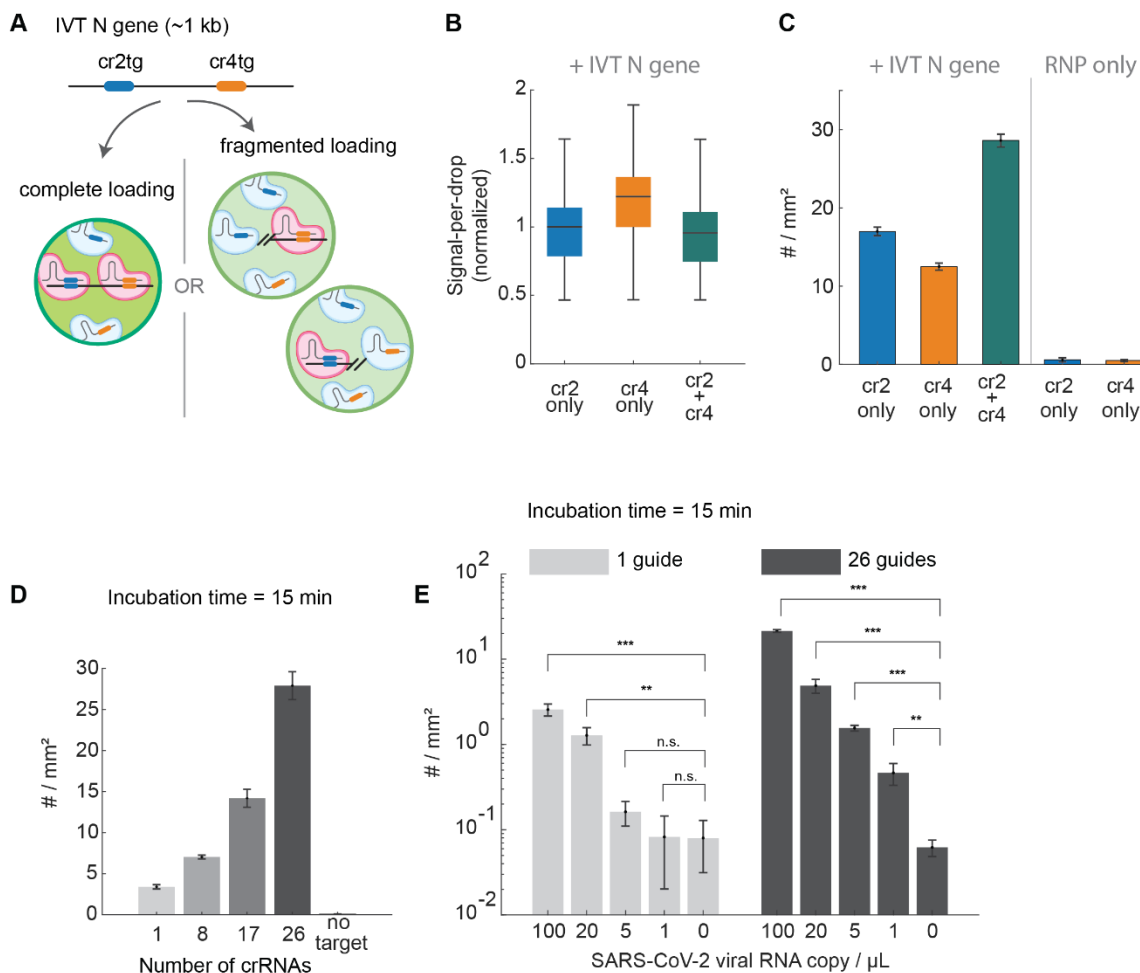 A
IVT N gene (~1 kb)
cr2tg
cr4tg
fragmented loading
complete loading
OR
B
+ IVT N gene
Signal-per-drop
(normalized)
2
1.5
1
0.5
0
cr2
only
cr4
only
cr2
+
cr4
C
+ IVT N gene
RNP only
# / mm²
30
20
10
0
cr2
only
cr4
only
cr2
+
cr4
cr2
only
cr4
only
D
Incubation time = 15 min
# / mm²
30
25
20
15
10
5
0
1
8
17
26
no
target
Number of crRNAs
Incubation time = 15 min
E
1 guide
26 guides
# / mm²
10²
10¹
10⁰
10⁻¹
10⁻²
***
**
n.s.
n.s.
***
***
***
**
100
20
5
1
0
100
20
5
1
0
SARS-CoV-2 viral RNA copy / µL